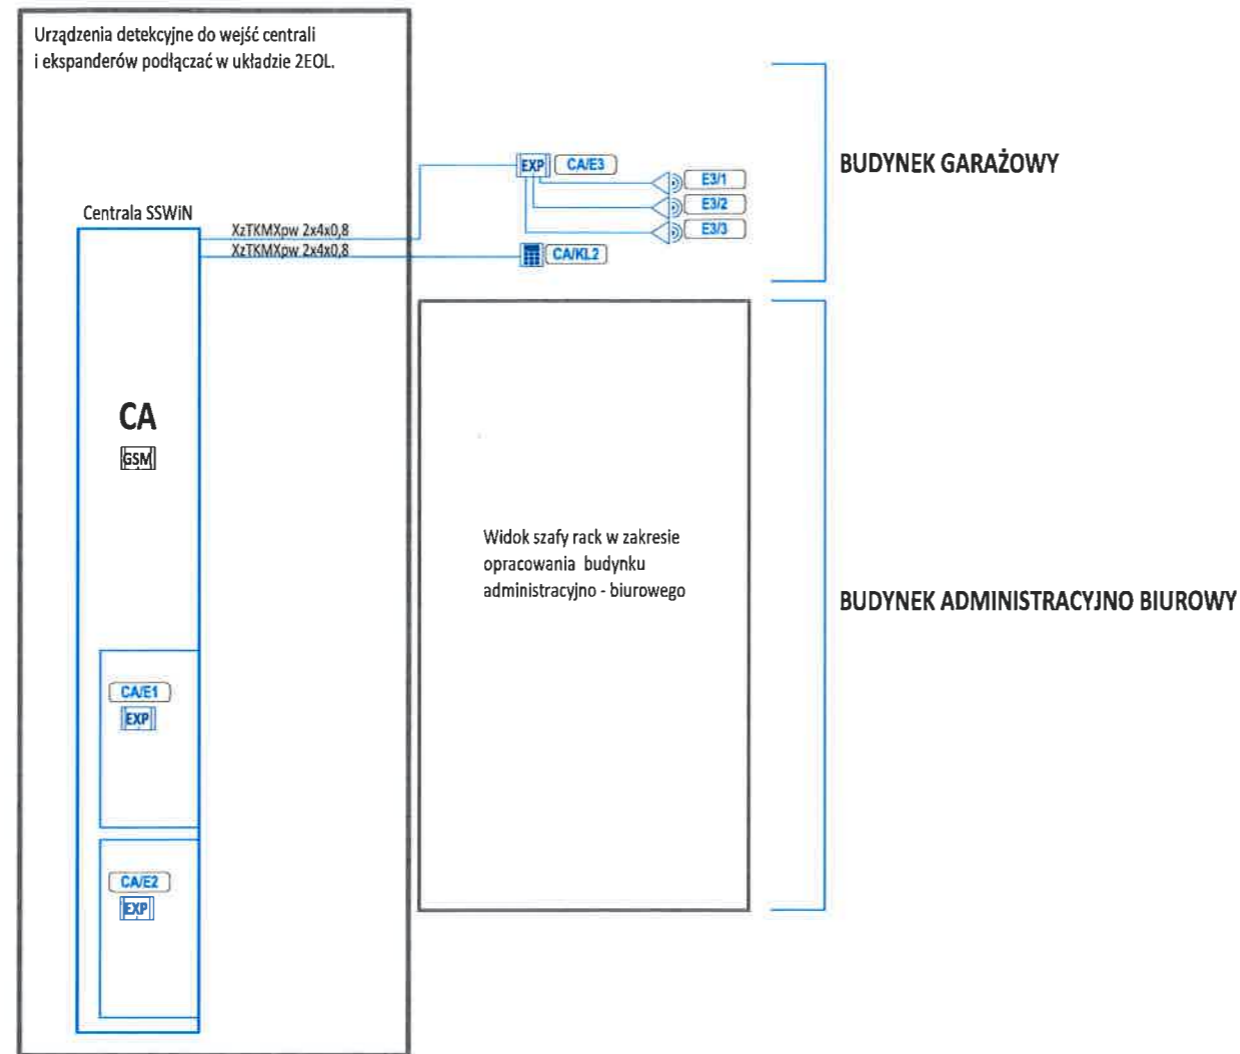 Urządzenia detekcyjne do wejść centrali
i ekspanderów podłączać w układzie 2EOL.
BUDYNEK GARAŻOWY
EXP CA/E3
E3/1
E3/2
E3/3
Centrala SSWiN
XzTKMXpw 2x4x0,8
XzTKMXpw 2x4x0,8
CA/KL2
CA
GSM
Widok szafy rack w zakresie
opracowania budynku
administracyjno - biurowego
BUDYNEK ADMINISTRACYJNO BIUROWY
CA/E1
EXP
CA/E2
EXP